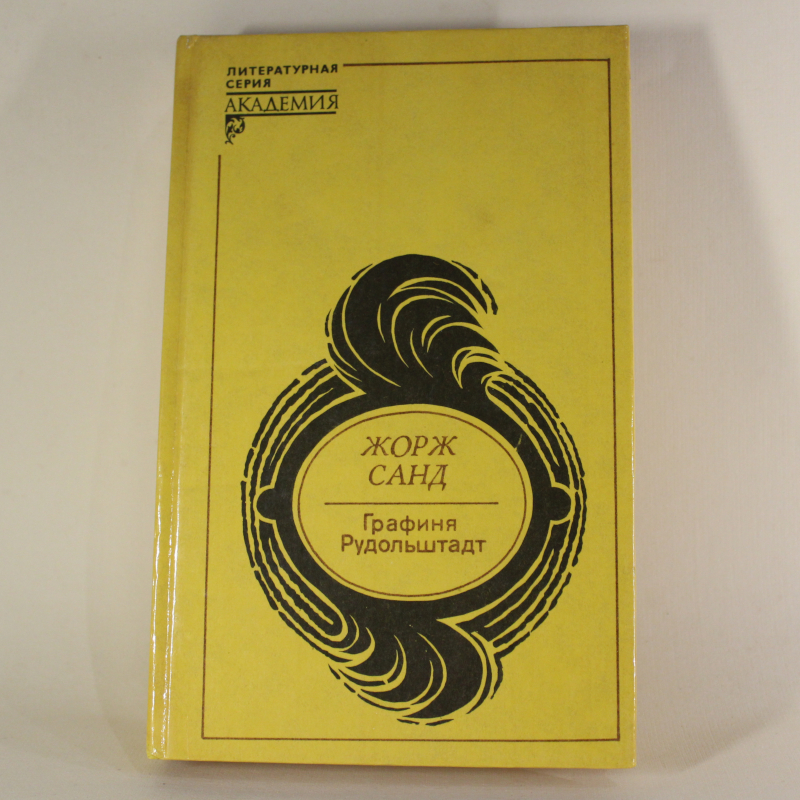 ЛИТЕРАТУРНАЯ
СЕРИЯ
АКАДЕМИЯ
ЖОРЖ
САНД
Графиня
Рудольштадт